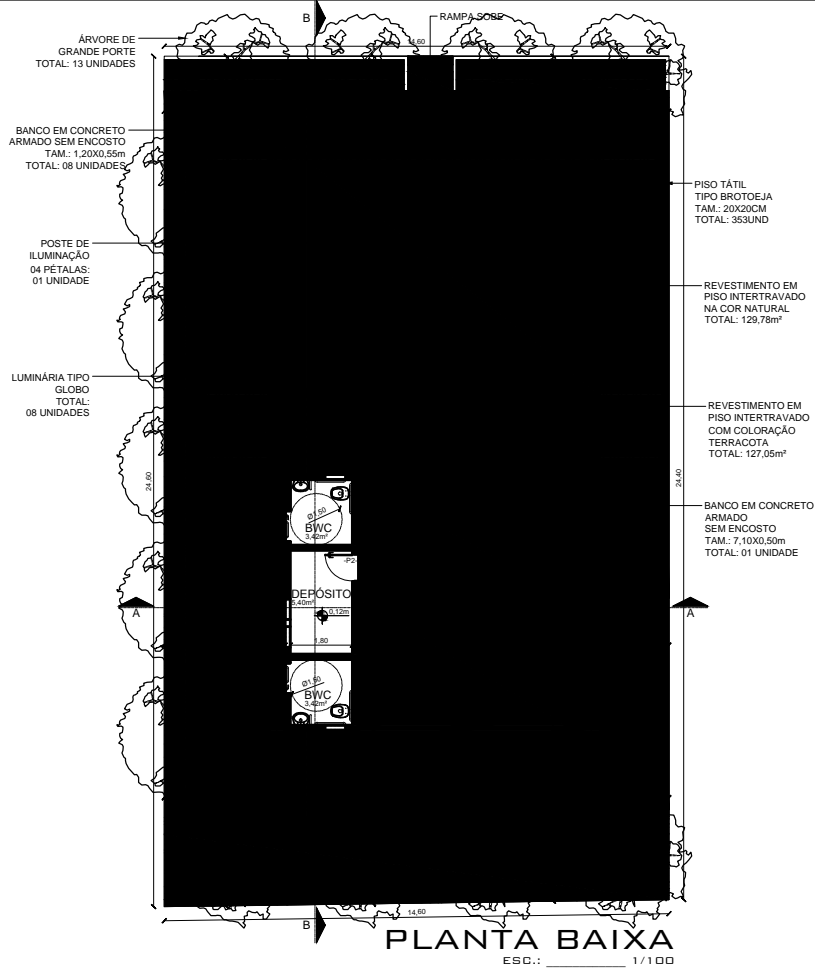 B
RAMPA SOBE
14,60
ÁRVORE DE
GRANDE PORTE
TOTAL: 13 UNIDADES
BANCO EM CONCRETO
ARMADO SEM ENCOSTO
TAM.: 1,20X0,55m
TOTAL: 08 UNIDADES
PISO TÁTIL
TIPO BROTOEJA
TAM.: 20X20CM
TOTAL: 353UND
POSTE DE
ILUMINAÇÃO
04 PÉTALAS:
01 UNIDADE
REVESTIMENTO EM
PISO INTERTRAVADO
NA COR NATURAL
TOTAL: 129,78m²
LUMINÁRIA TIPO
GLOBO
TOTAL:
08 UNIDADES
REVESTIMENTO EM
PISO INTERTRAVADO
COM COLORAÇÃO
TERRACOTA
TOTAL: 127,05m²
24,60
24,40
BANCO EM CONCRETO
ARMADO
SEM ENCOSTO
TAM.: 7,10X0,50m
TOTAL: 01 UNIDADE
Ø1,50
BWC
3,42m²
-P2-
DEPÓSITO
5,40m²
0,12m
A
A
1,80
Ø1,50
BWC
3,42m²
14,60
B
PLANTA BAIXA
ESC.: ________ 1/100